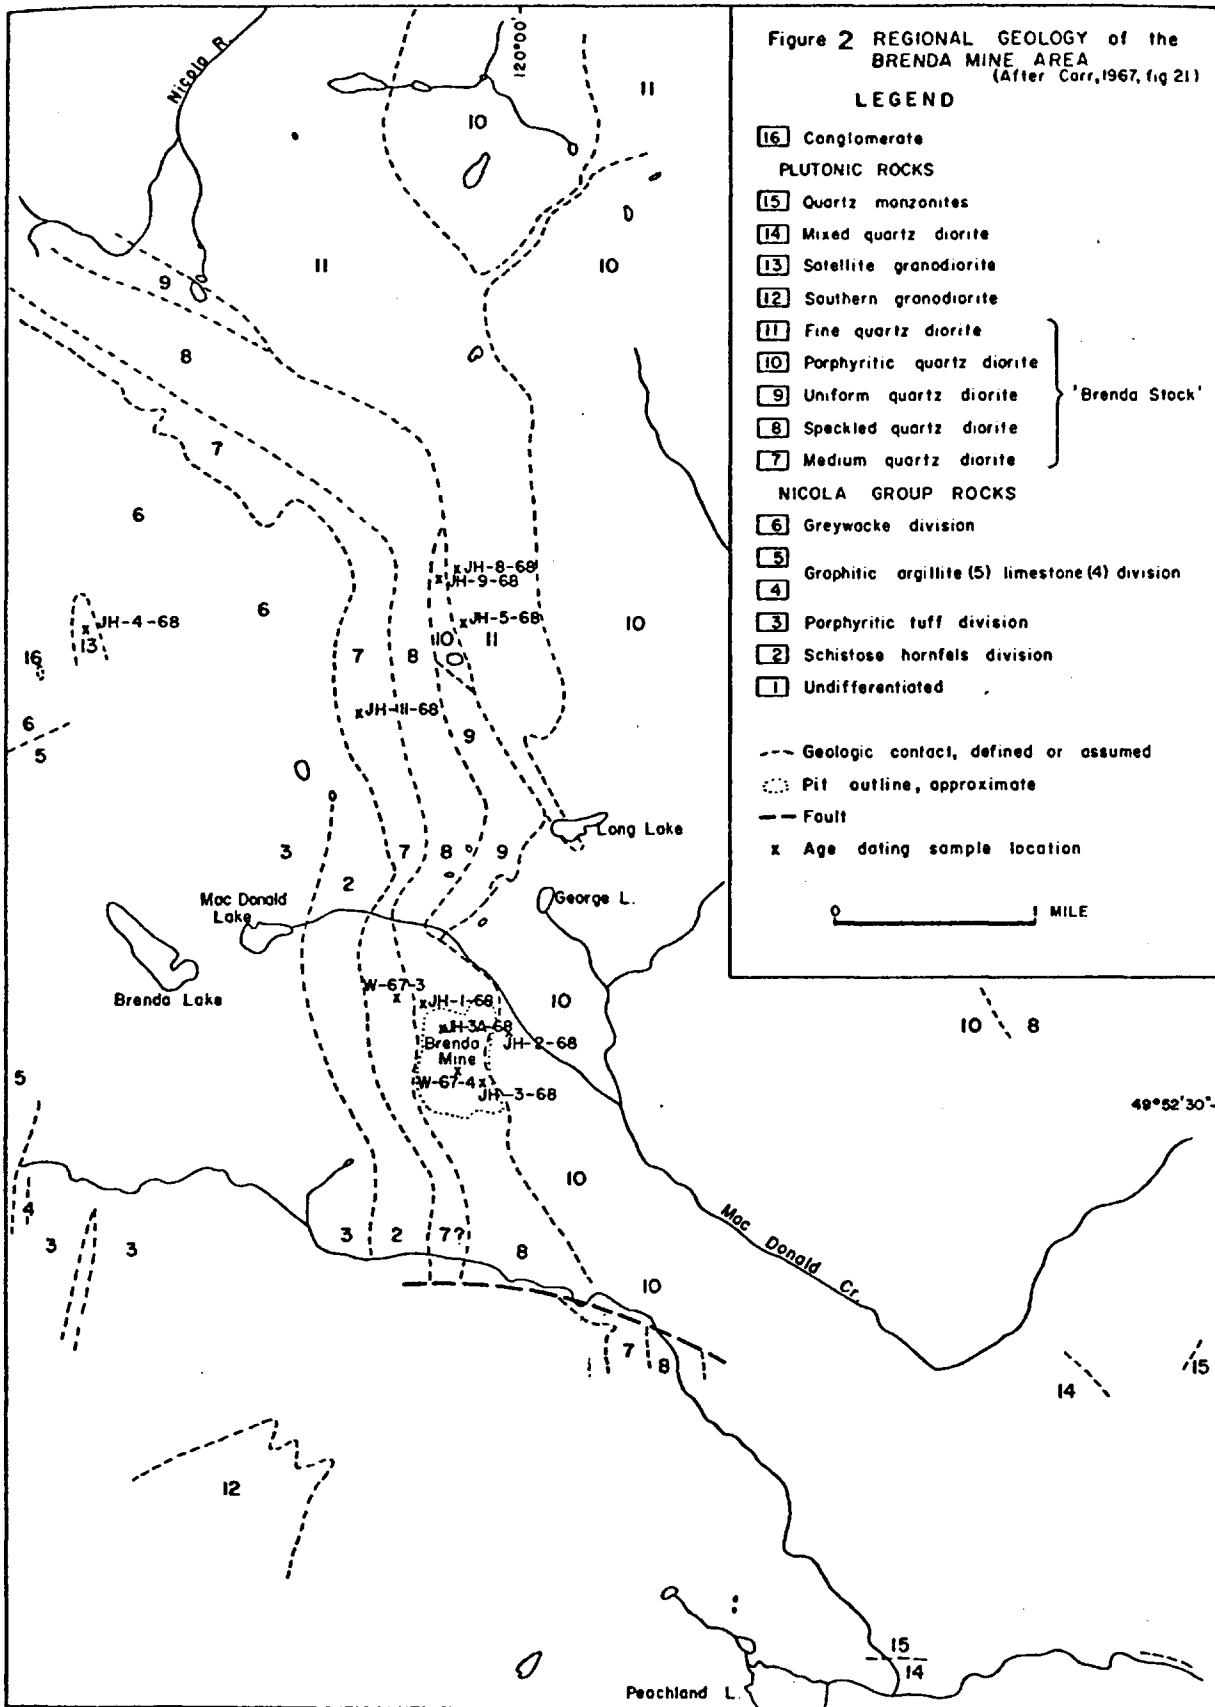 Figure 2 REGIONAL GEOLOGY of the
BRENDA MINE AREA
(After Carr, 1967, fig 21)
LEGEND
16 Conglomerate
PLUTONIC ROCKS
15 Quartz monzonites
14 Mixed quartz diorite
13 Satellite granodiorite
12 Southern granodiorite
11 Fine quartz diorite
10 Porphyritic quartz diorite
9 Uniform quartz diorite
'Brenda Stock'
8 Speckled quartz diorite
7 Medium quartz diorite
NICOLA GROUP ROCKS
6 Greywacke division
5
Graphitic argillite (5) limestone (4) division
4
3 Porphyritic tuff division
2 Schistose hornfels division
1 Undifferentiated
Geologic contact, defined or assumed
Pit outline, approximate
Fault
x Age dating sample location
0 1 MILE
120°00'
Nicola R.
11
10
11
10
9
8
7
6
6
x JH-8-68
x JH-9-68
x JH-4-68
13
x JH-5-68
10 11
10
16
7 8
x JH-III-68
6
5
9
Long Lake
3
7 8 9
2
Mac Donald
Lake
George L.
Brenda Lake
W-67-3
x
x JH-1-68
10
10 8
x JH-3A-68
Brenda
Mine
JH-2-68
W-67-4 x
x JH-3-68
5
49°52'30"
10
4
3 3
3 2 7? 8
Mac Donald Cr.
10
7 8
14
15
12
15
14
Peachland L.